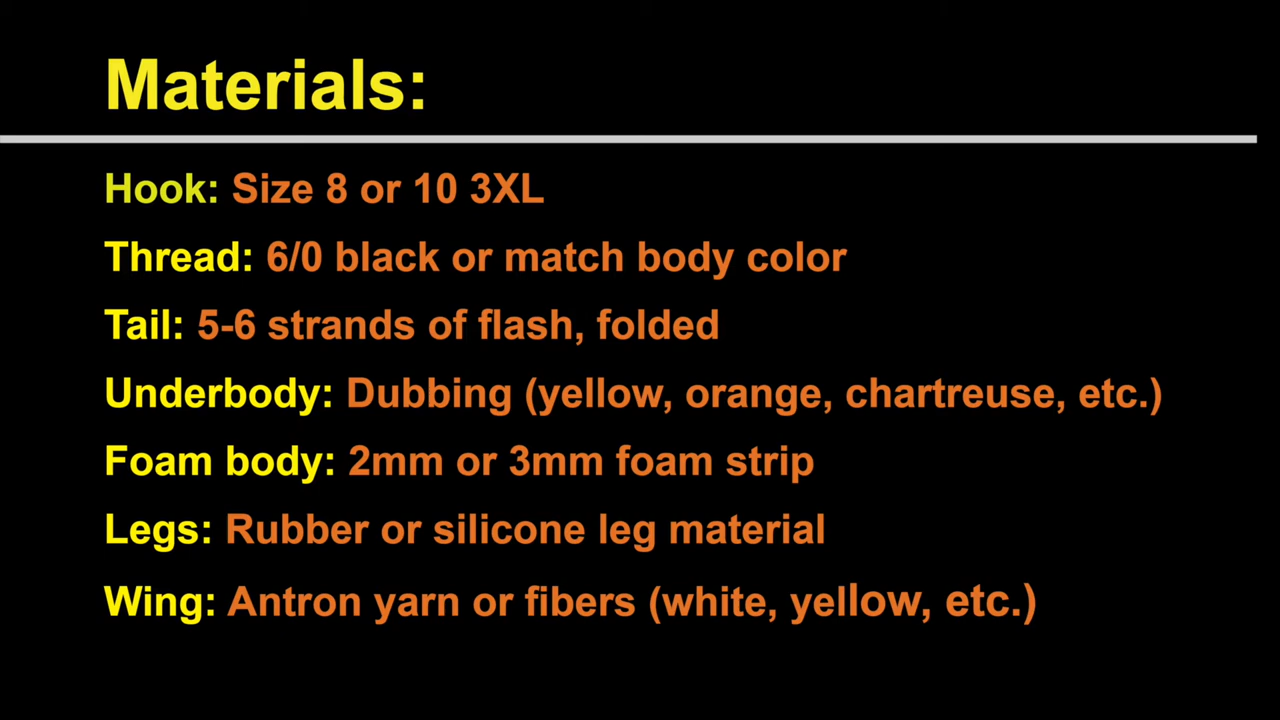 Materials:
Hook: Size 8 or 10 3XL
Thread: 6/0 black or match body color
Tail: 5-6 strands of flash, folded
Underbody: Dubbing (yellow, orange, chartreuse, etc.)
Foam body: 2mm or 3mm foam strip
Legs: Rubber or silicone leg material
Wing: Antron yarn or fibers (white, yellow, etc.)